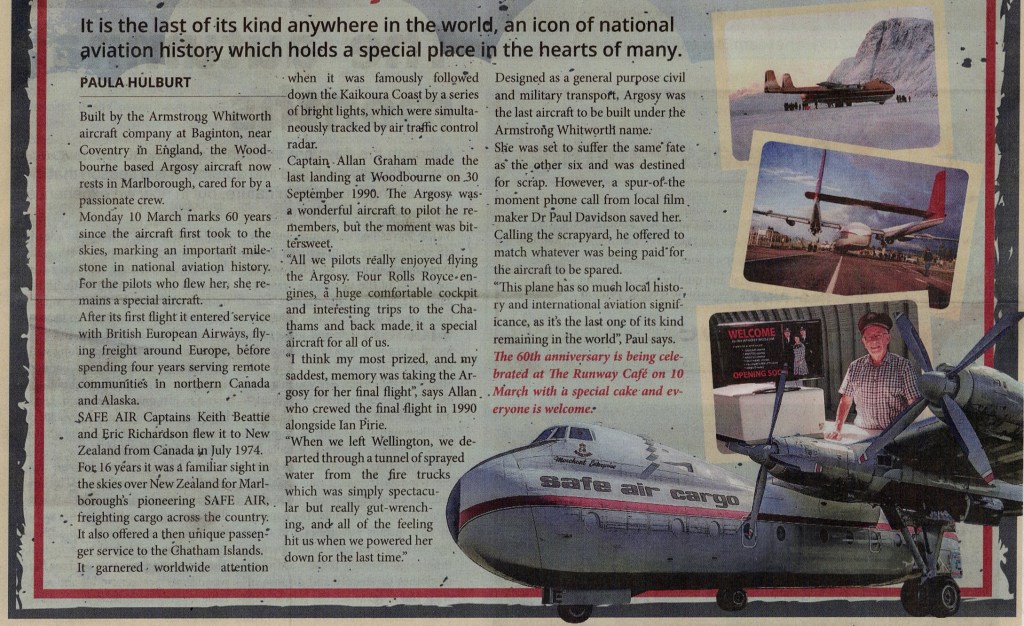 It is the last of its kind anywhere in the world, an icon of national
aviation history which holds a special place in the hearts of many.
PAULA HULBURT
Built by the Armstrong Whitworth
aircraft company at Baginton, near
Coventry in England, the Wood-
bourne based Argosy aircraft now
rests in Marlborough, cared for by a
passionate crew.
Monday 10 March marks 60 years
since the aircraft first took to the
skies, marking an important mile-
stone in national aviation history.
For the pilots who flew her, she re-
mains a special aircraft.
After its first flight it entered service
with British European Airways, fly-
ing freight around Europe, before
spending four years serving remote
communities in northern Canada
and Alaska.
SAFE AIR Captains Keith Beattie
and Eric Richardson flew it to New
Zealand from Canada in July 1974.
For 16 years it was a familiar sight in
the skies over New Zealand for Marl-
borough's pioneering SAFE AIR,
freighting cargo across the country.
It also offered a then unique passen-
ger service to the Chatham Islands.
It garnered worldwide attention
when it was famously followed
down the Kaikoura Coast by a series
of bright lights, which were simulta-
neously tracked by air traffic control
radar.
Captain Allan Graham made the
last landing at Woodbourne on 30
September 1990. The Argosy was
a wonderful aircraft to pilot he re-
members, but the moment was bit-
tersweet.
"All we pilots really enjoyed flying
the Argosy. Four Rolls Royce en-
gines, a huge comfortable cockpit
and interesting trips to the Cha-
thams and back made it a special
aircraft for all of us.
"I think my most prized, and my
saddest, memory was taking the Ar-
gosy for her final flight", says Allan
who crewed the final flight in 1990
alongside Ian Pirie.
"When we left Wellington, we de-
parted through a tunnel of sprayed
water from the fire trucks
which was simply spectacu-
lar but really gut-wrench-
ing, and all of the feeling
hit us when we powered her
down for the last time."
Designed as a general purpose civil
and military transport, Argosy was
the last aircraft to be built under the
Armstrong Whitworth name.
She was set to suffer the same fate
as the other six and was destined
for scrap. However, a spur-of-the
moment phone call from local film
maker Dr Paul Davidson saved her.
Calling the scrapyard, he offered to
match whatever was being paid for
the aircraft to be spared.
"This plane has so much local histo-
ry and international aviation signif-
icance, as it's the last one of its kind
remaining in the world", Paul says.
The 60th anniversary is being cele-
brated at The Runway Café on 10
March with a special cake and ev-
eryone is welcome.
WELCOME
OPENING SOON
Merchant Enterprise
safe air cargo